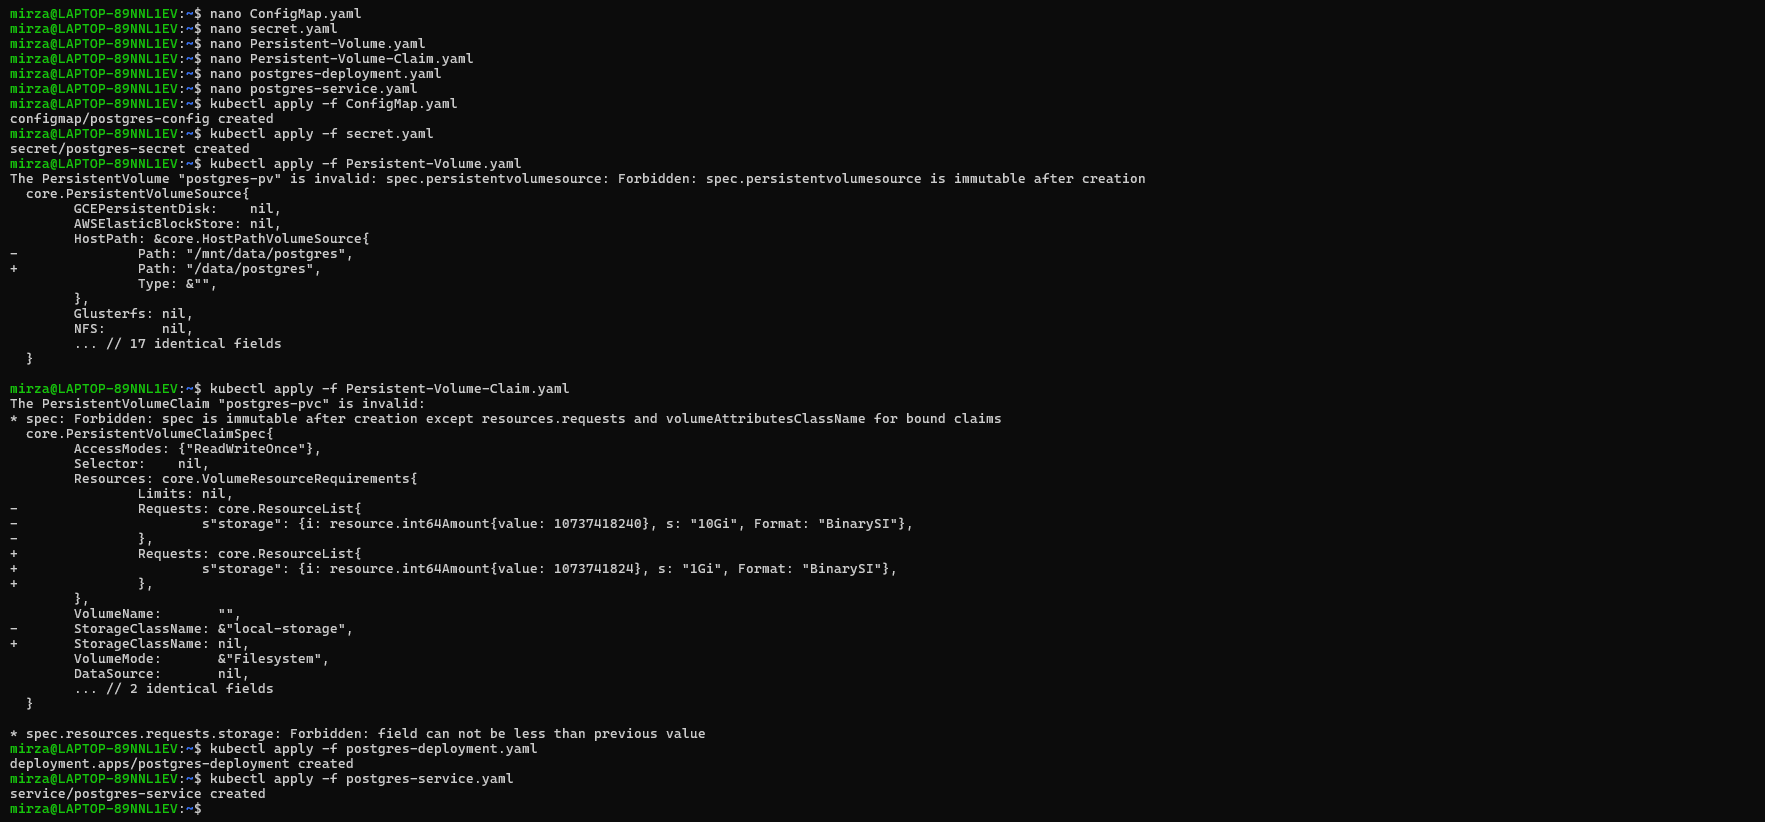 mirza@LAPTOP-89NNL1EV:~$ nano ConfigMap.yaml
mirza@LAPTOP-89NNL1EV:~$ nano secret.yaml
mirza@LAPTOP-89NNL1EV:~$ nano Persistent-Volume.yaml
mirza@LAPTOP-89NNL1EV:~$ nano Persistent-Volume-Claim.yaml
mirza@LAPTOP-89NNL1EV:~$ nano postgres-deployment.yaml
mirza@LAPTOP-89NNL1EV:~$ nano postgres-service.yaml
mirza@LAPTOP-89NNL1EV:~$ kubectl apply -f ConfigMap.yaml
configmap/postgres-config created
mirza@LAPTOP-89NNL1EV:~$ kubectl apply -f secret.yaml
secret/postgres-secret created
mirza@LAPTOP-89NNL1EV:~$ kubectl apply -f Persistent-Volume.yaml
The PersistentVolume "postgres-pv" is invalid: spec.persistentvolumesource: Forbidden: spec.persistentvolumesource is immutable after creation
  core.PersistentVolumeSource{
        GCEPersistentDisk:    nil,
        AWSElasticBlockStore: nil,
        HostPath: &core.HostPathVolumeSource{
-               Path: "/mnt/data/postgres",
+               Path: "/data/postgres",
                Type: &"",
        },
        Glusterfs: nil,
        NFS:       nil,
        ... // 17 identical fields
  }
mirza@LAPTOP-89NNL1EV:~$ kubectl apply -f Persistent-Volume-Claim.yaml
The PersistentVolumeClaim "postgres-pvc" is invalid:
* spec: Forbidden: spec is immutable after creation except resources.requests and volumeAttributesClassName for bound claims
  core.PersistentVolumeClaimSpec{
        AccessModes: {"ReadWriteOnce"},
        Selector:    nil,
        Resources: core.VolumeResourceRequirements{
                Limits: nil,
-               Requests: core.ResourceList{
-                       s"storage": {i: resource.int64Amount{value: 10737418240}, s: "10Gi", Format: "BinarySI"},
-               },
+               Requests: core.ResourceList{
+                       s"storage": {i: resource.int64Amount{value: 1073741824}, s: "1Gi", Format: "BinarySI"},
+               },
        },
        VolumeName:       "",
-       StorageClassName: &"local-storage",
+       StorageClassName: nil,
        VolumeMode:       &"Filesystem",
        DataSource:       nil,
        ... // 2 identical fields
  }
* spec.resources.requests.storage: Forbidden: field can not be less than previous value
mirza@LAPTOP-89NNL1EV:~$ kubectl apply -f postgres-deployment.yaml
deployment.apps/postgres-deployment created
mirza@LAPTOP-89NNL1EV:~$ kubectl apply -f postgres-service.yaml
service/postgres-service created
mirza@LAPTOP-89NNL1EV:~$